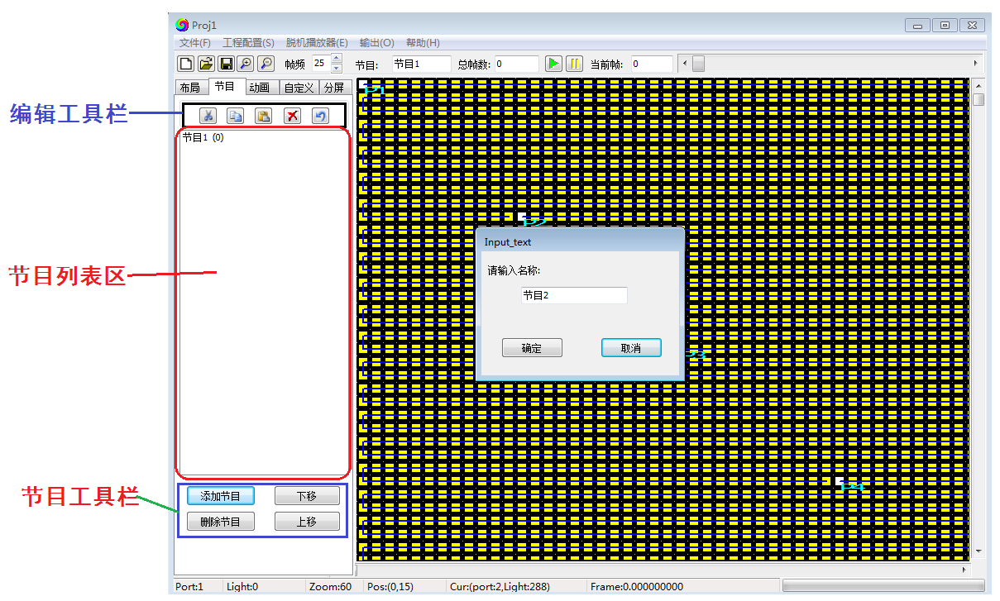 Proj1
文件(F) 工程配置(S) 脱机播放器(E) 输出(O) 帮助(H)
帧频 25 节目: 节目1 总帧数: 0 当前帧: 0
布局 节目 动画 自定义 分屏
编辑工具栏
节目1 (0)
P1
P2
Input_text
请输入名称:
节目2
确定 取消
节目列表区
23
P4
节目工具栏
添加节目 下移
删除节目 上移
Port:1 Light:0 Zoom:60 Pos:(0,15) Cur:(port:2,Light:288) Frame:0.000000000